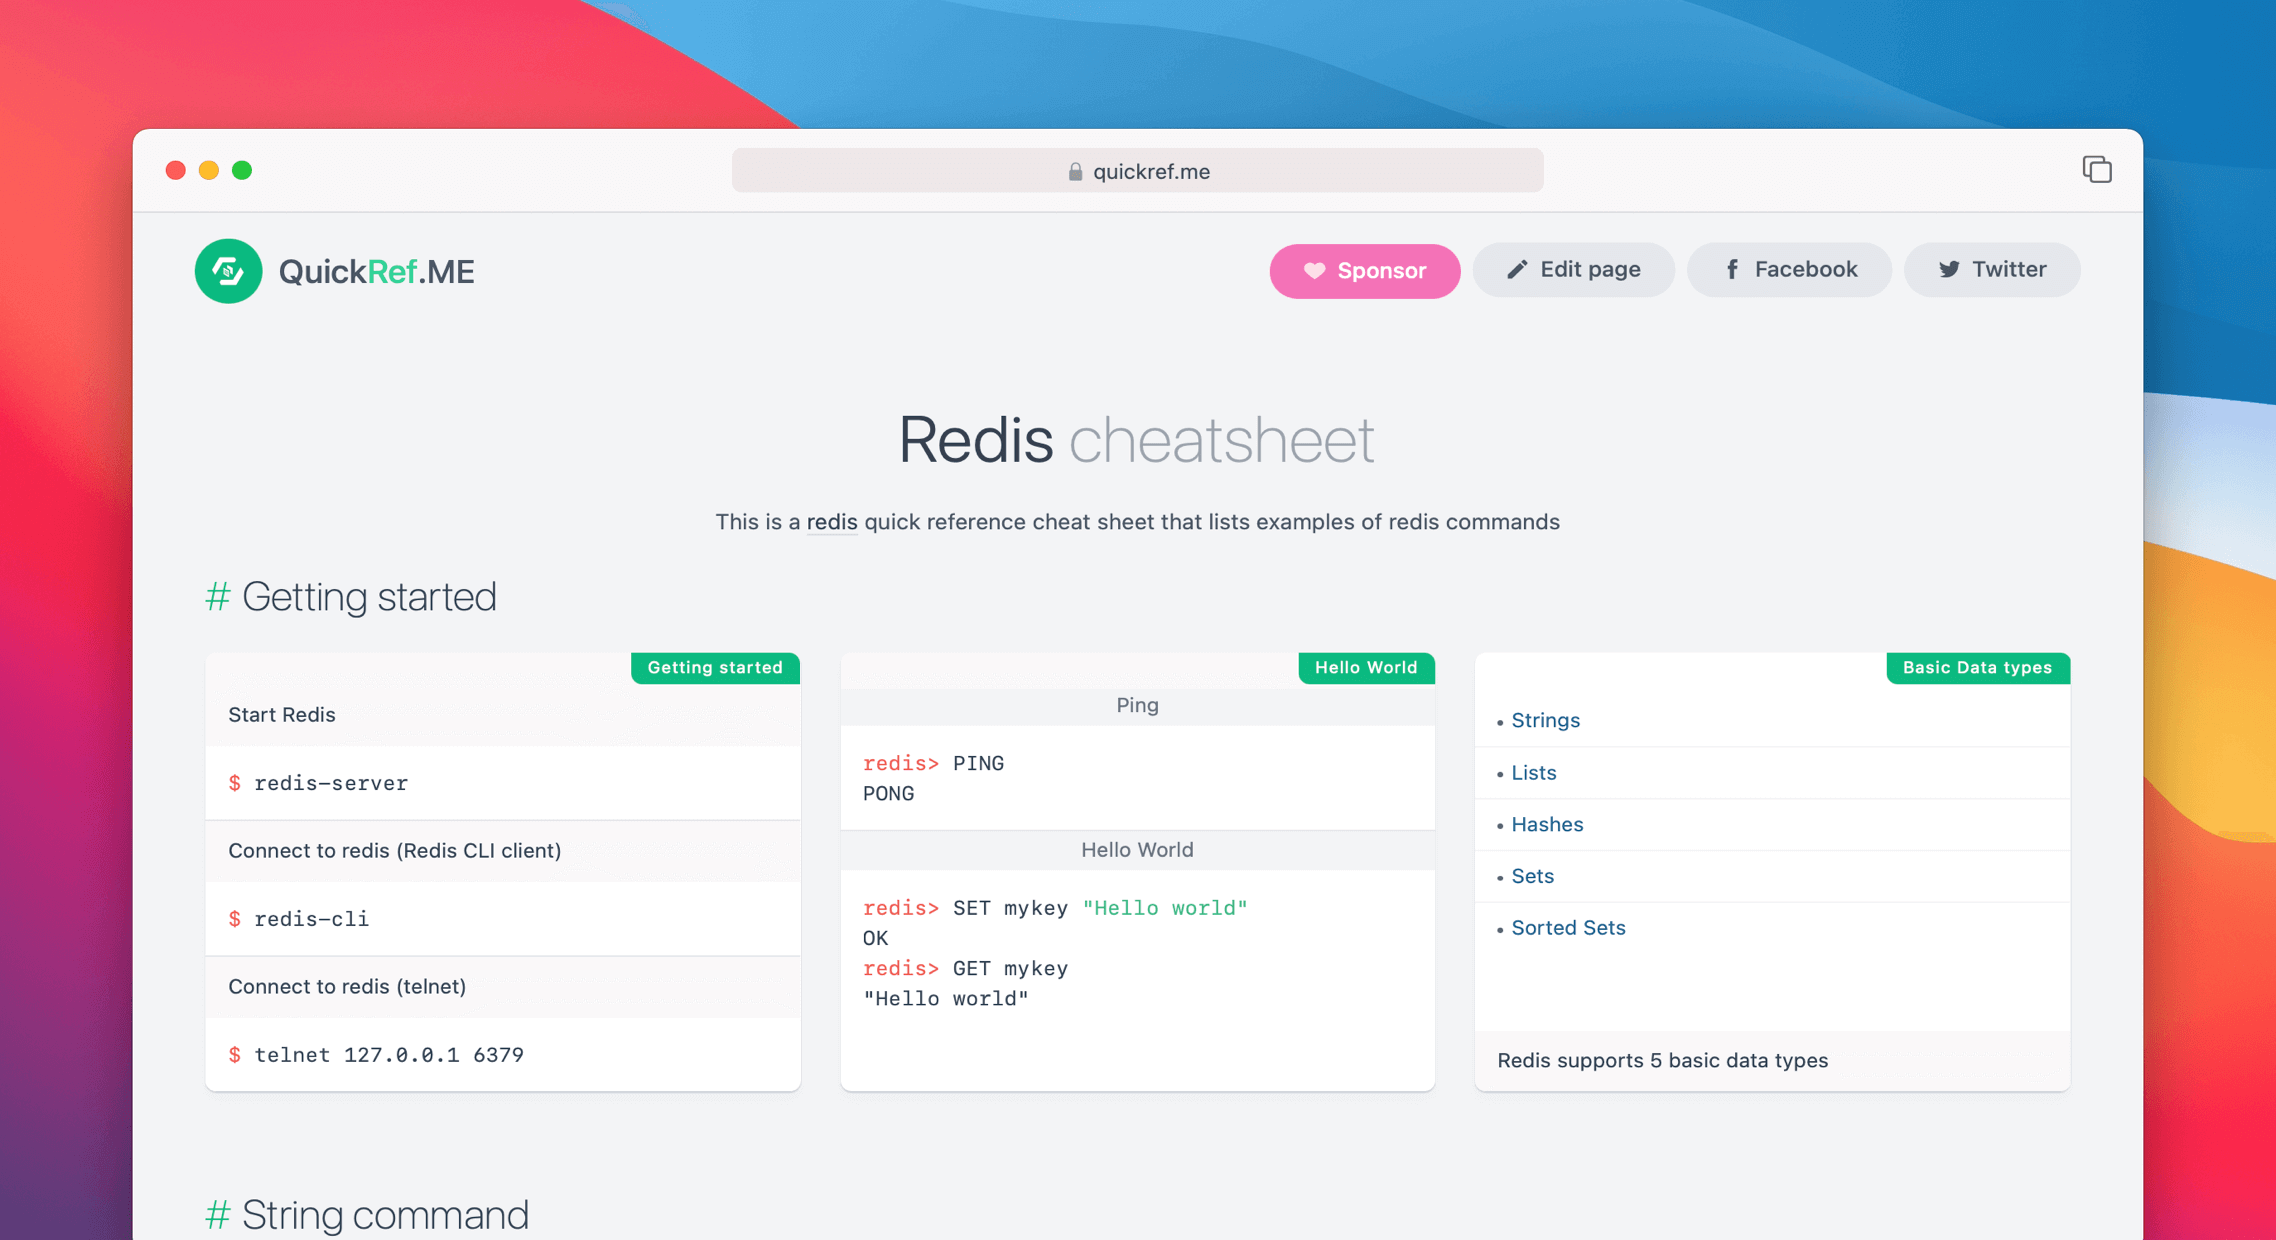 quickref.me
QuickRef.ME
Sponsor
Edit page
Facebook
Twitter
Redis cheatsheet
This is a redis quick reference cheat sheet that lists examples of redis commands
# Getting started
Getting started
Start Redis
$ redis-server
Connect to redis (Redis CLI client)
$ redis-cli
Connect to redis (telnet)
$ telnet 127.0.0.1 6379
Hello World
Ping
redis> PING
PONG
Hello World
redis> SET mykey "Hello world"
OK
redis> GET mykey
"Hello world"
Basic Data types
• Strings
• Lists
• Hashes
• Sets
• Sorted Sets
Redis supports 5 basic data types
# String command